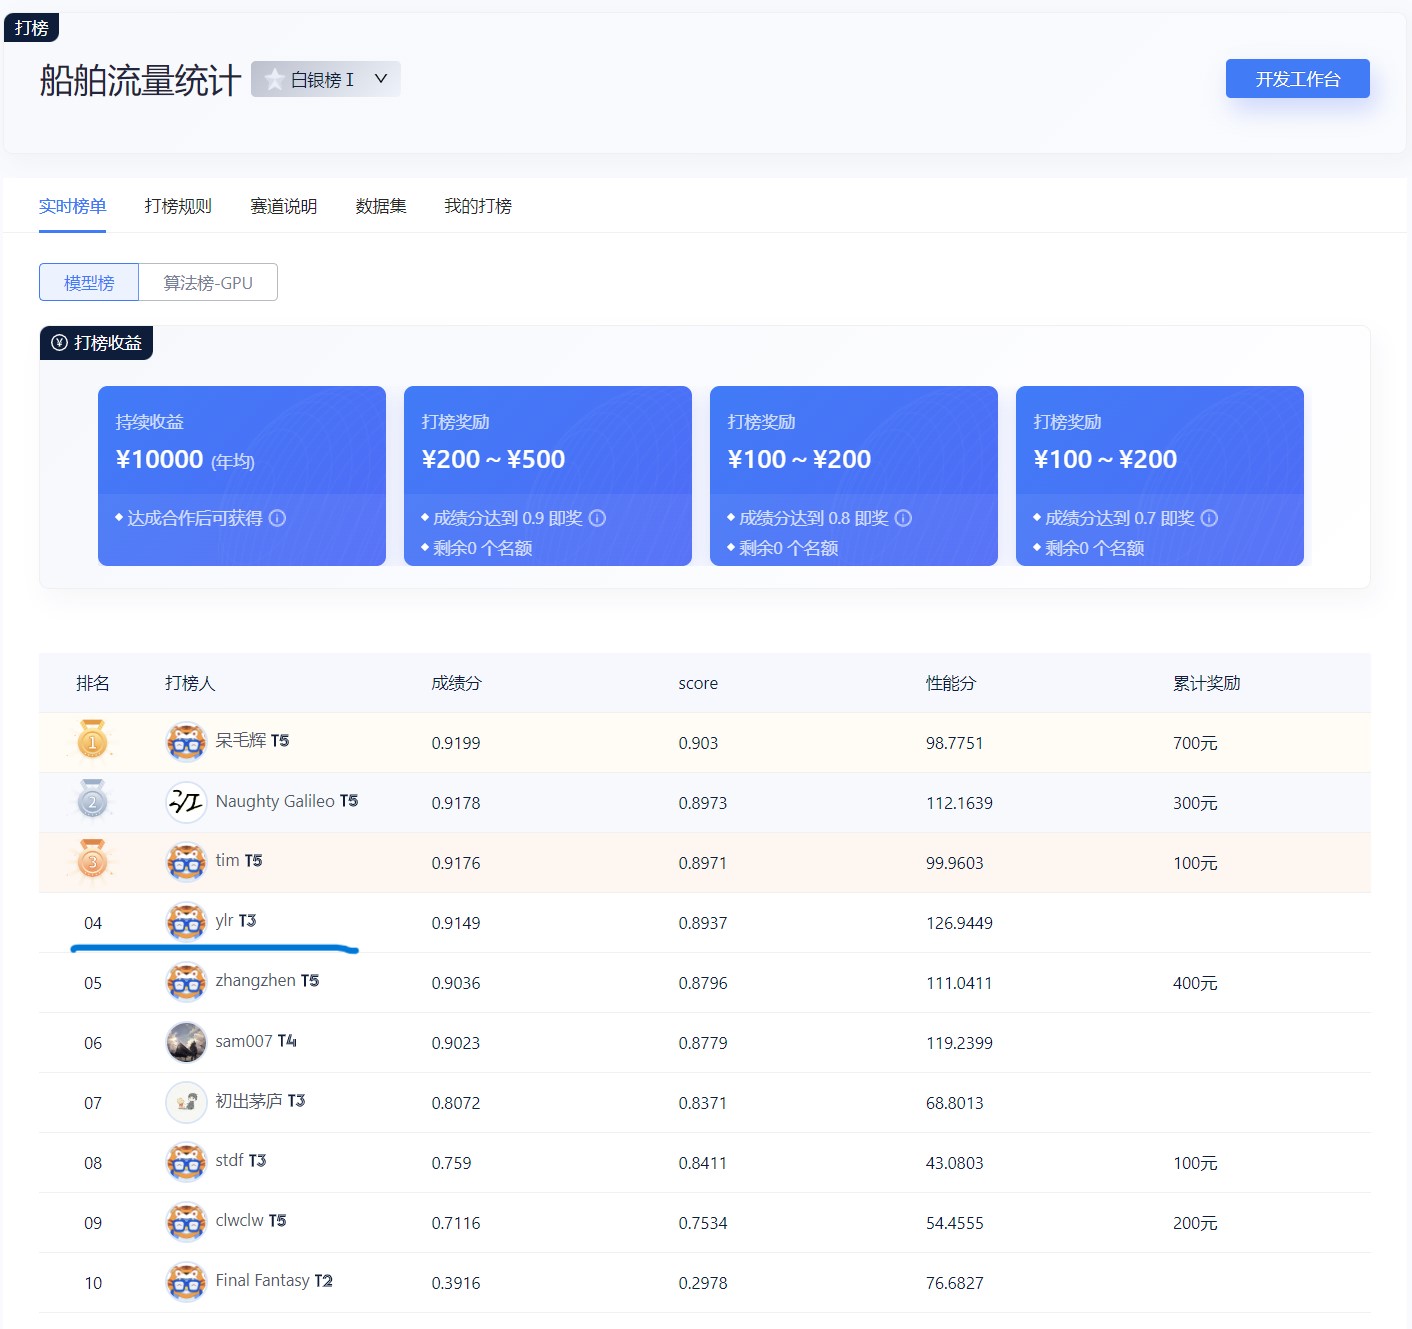 打榜
船舶流量统计 白银榜 I
开发工作台
实时榜单 打榜规则 赛道说明 数据集 我的打榜
模型榜 算法榜-GPU
打榜收益
持续收益
¥10000 (年均)
达成合作后可获得
打榜奖励
¥200 ~ ¥500
成绩分达到 0.9 即奖
剩余0 个名额
打榜奖励
¥100 ~ ¥200
成绩分达到 0.8 即奖
剩余0 个名额
打榜奖励
¥100 ~ ¥200
成绩分达到 0.7 即奖
剩余0 个名额
排名 打榜人 成绩分 score 性能分 累计奖励
1 呆毛辉 T5 0.9199 0.903 98.7751 700元
2 Naughty Galileo T5 0.9178 0.8973 112.1639 300元
3 tim T5 0.9176 0.8971 99.9603 100元
04 ylr T3 0.9149 0.8937 126.9449
05 zhangzhen T5 0.9036 0.8796 111.0411 400元
06 sam007 T4 0.9023 0.8779 119.2399
07 初出茅庐 T3 0.8072 0.8371 68.8013
08 stdf T3 0.759 0.8411 43.0803 100元
09 clwclw T5 0.7116 0.7534 54.4555 200元
10 Final Fantasy T2 0.3916 0.2978 76.6827